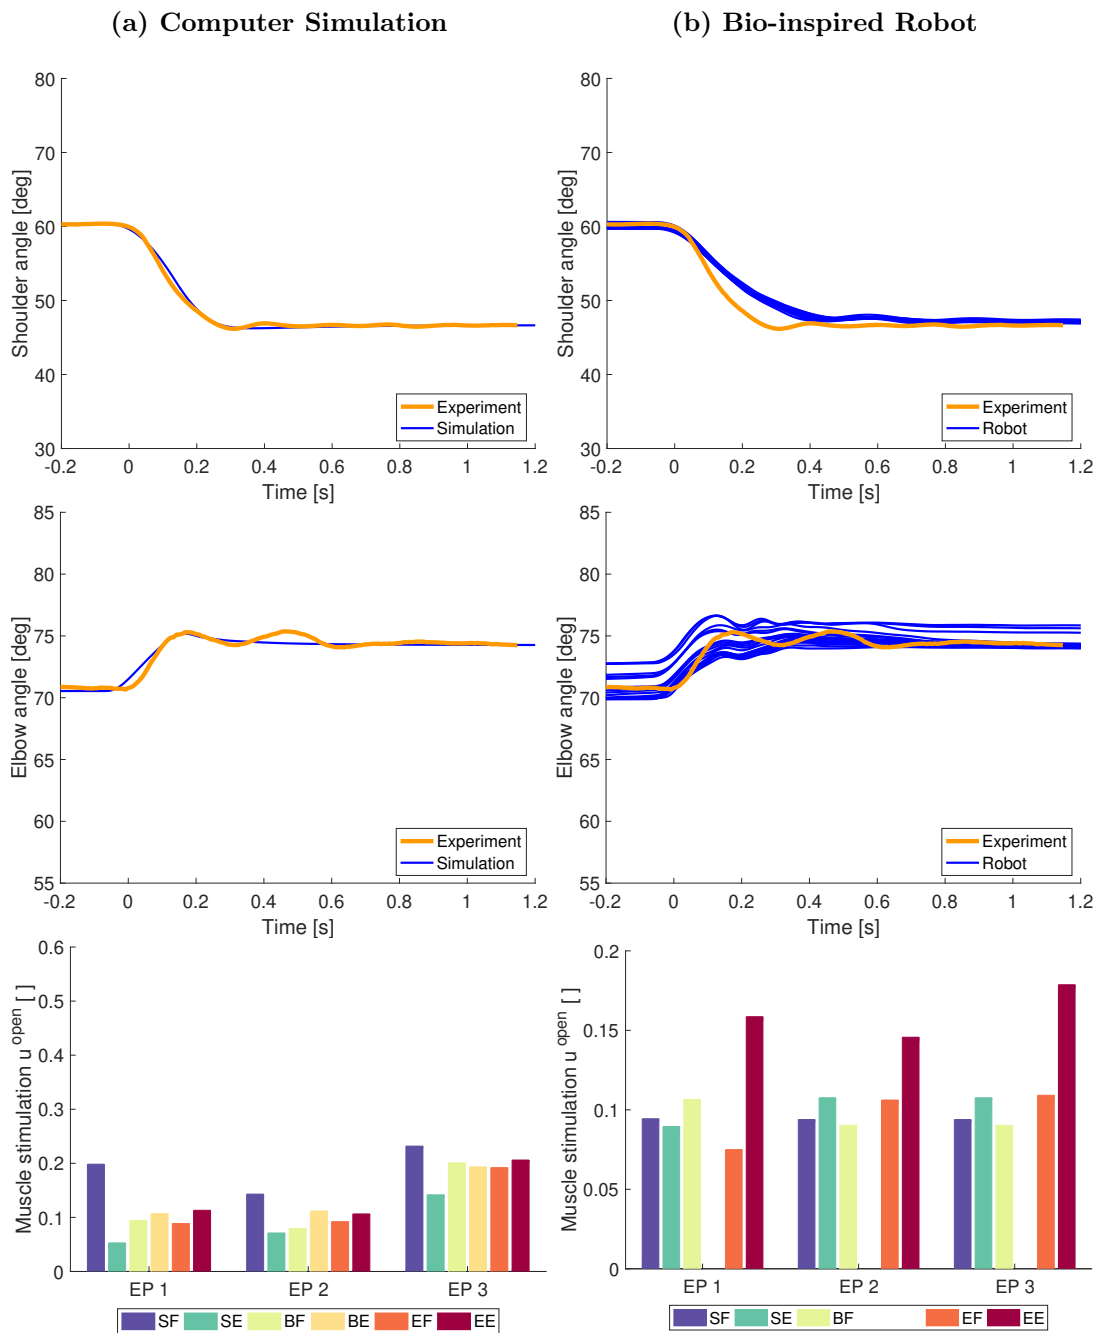 (a) Computer Simulation
(b) Bio-inspired Robot
80
70
60
50
40
30
Shoulder angle [deg]
-0.2 0 0.2 0.4 0.6 0.8 1 1.2
Time [s]
Experiment
Simulation
80
70
60
50
40
30
Shoulder angle [deg]
-0.2 0 0.2 0.4 0.6 0.8 1 1.2
Time [s]
Experiment
Robot
85
80
75
70
65
60
55
Elbow angle [deg]
-0.2 0 0.2 0.4 0.6 0.8 1 1.2
Time [s]
Experiment
Simulation
85
80
75
70
65
60
55
Elbow angle [deg]
-0.2 0 0.2 0.4 0.6 0.8 1 1.2
Time [s]
Experiment
Robot
0.6
0.5
0.4
0.3
0.2
0.1
0
Muscle stimulation u^open [ ]
EP 1 EP 2 EP 3
SF SE BF BE EF EE
0.2
0.15
0.1
0.05
0
Muscle stimulation u^open [ ]
EP 1 EP 2 EP 3
SF SE BF EF EE